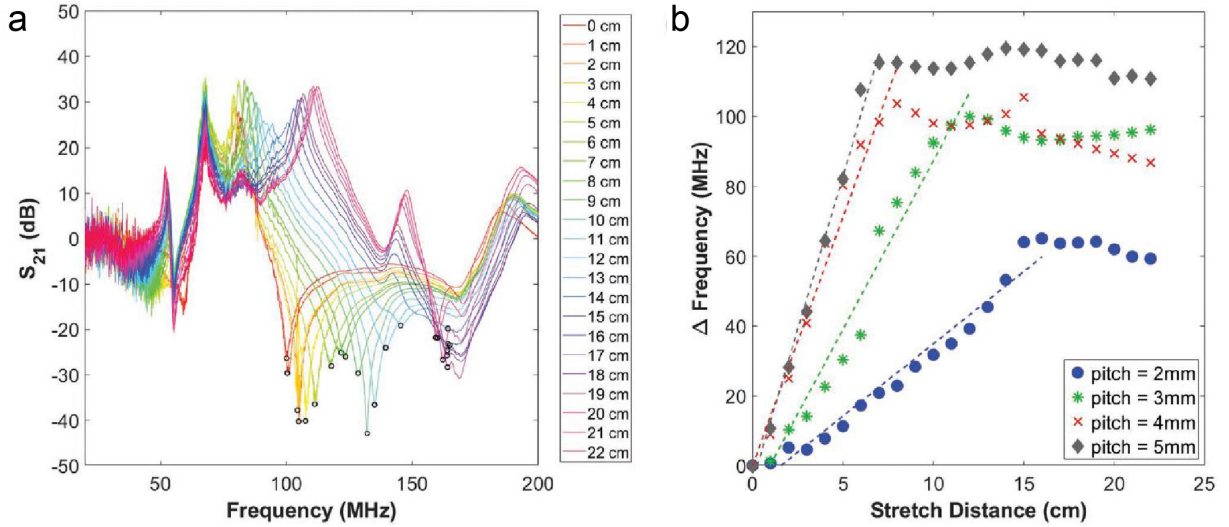 a
50
40
30
20
10
0
-10
-20
-30
-40
-50
S21 (dB)
50
100
150
200
Frequency (MHz)
0 cm
1 cm
2 cm
3 cm
4 cm
5 cm
6 cm
7 cm
8 cm
9 cm
10 cm
11 cm
12 cm
13 cm
14 cm
15 cm
16 cm
17 cm
18 cm
19 cm
20 cm
21 cm
22 cm
b
120
100
80
60
40
20
0
Δ Frequency (MHz)
0
5
10
15
20
25
Stretch Distance (cm)
pitch = 2mm
pitch = 3mm
pitch = 4mm
pitch = 5mm